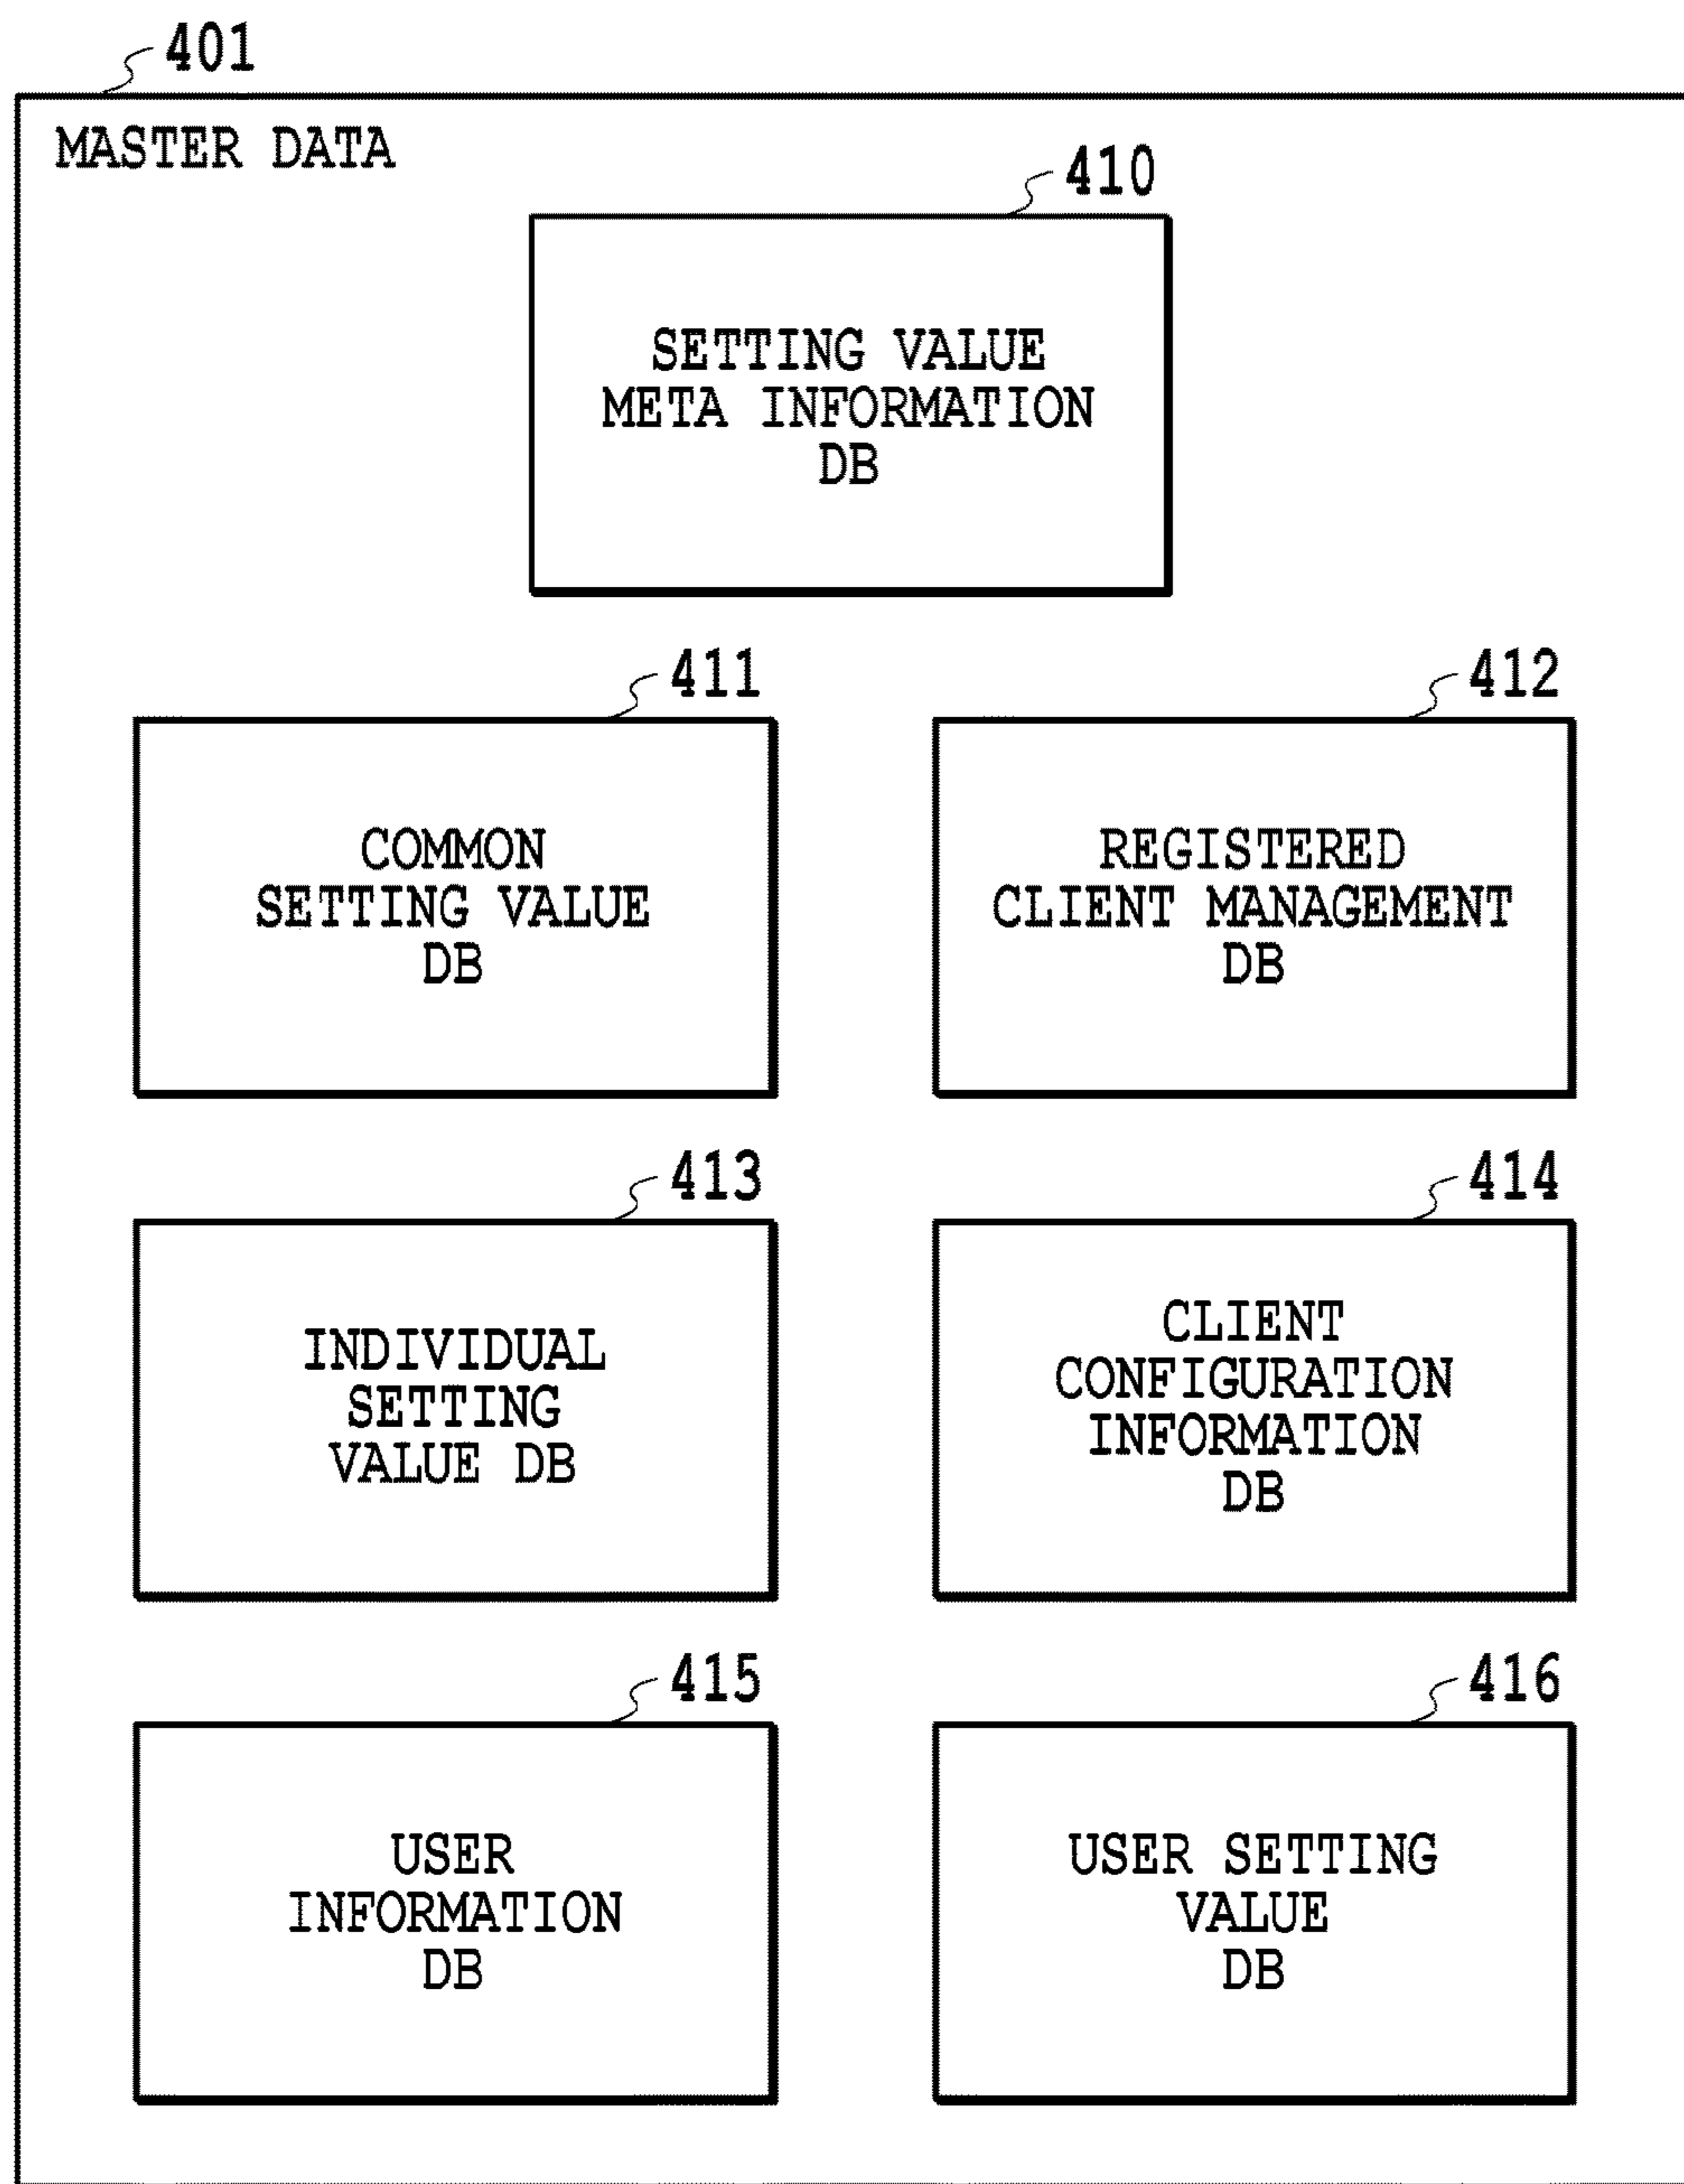 401
MASTER DATA
410
SETTING VALUE
META INFORMATION
DB
411
COMMON
SETTING VALUE
DB
412
REGISTERED
CLIENT MANAGEMENT
DB
413
INDIVIDUAL
SETTING
VALUE DB
414
CLIENT
CONFIGURATION
INFORMATION
DB
415
USER
INFORMATION
DB
416
USER SETTING
VALUE
DB